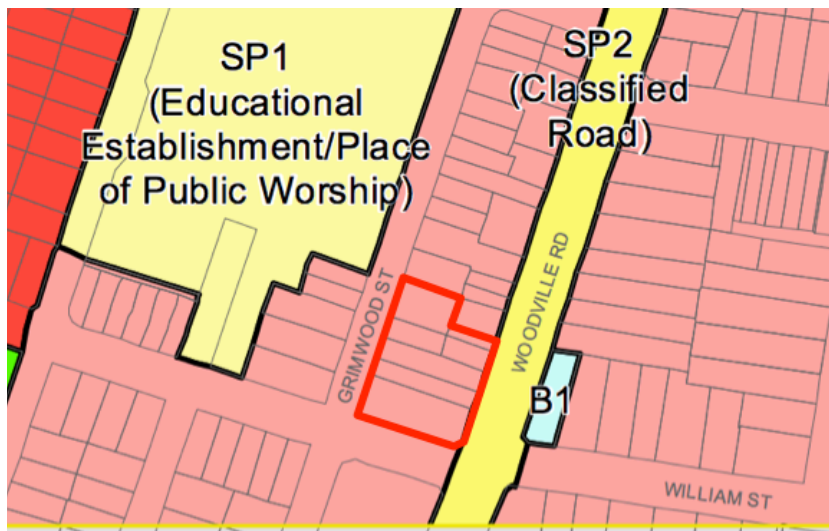 SP1
(Educational
Establishment/Place
of Public Worship)
SP2
(Classified
Road)
GRIMWOOD ST
WOODVILLE RD
B1
WILLIAM ST